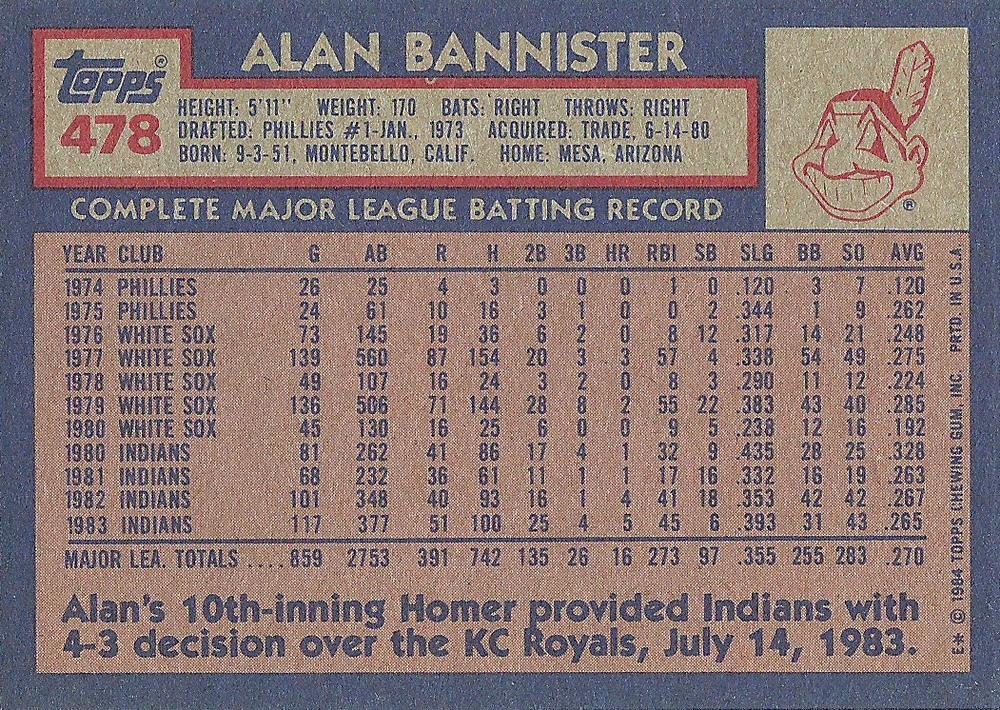 ALAN BANNISTER
topps®
478
HEIGHT: 5'11" WEIGHT: 170 BATS: RIGHT THROWS: RIGHT
DRAFTED: PHILLIES #1-JAN., 1973 ACQUIRED: TRADE, 6-14-80
BORN: 9-3-51, MONTEBELLO, CALIF. HOME: MESA, ARIZONA
®
COMPLETE MAJOR LEAGUE BATTING RECORD
YEAR CLUB G AB R H 2B 3B HR RBI SB SLG BB SO AVG
1974 PHILLIES 26 25 4 3 0 0 0 1 0 .120 3 7 .120
1975 PHILLIES 24 61 10 16 3 1 0 0 2 .344 1 9 .262
1976 WHITE SOX 73 145 19 36 6 2 0 8 12 .317 14 21 .248
1977 WHITE SOX 139 560 87 154 20 3 3 57 4 .338 54 49 .275
1978 WHITE SOX 49 107 16 24 3 2 0 8 3 .290 11 12 .224
1979 WHITE SOX 136 506 71 144 28 8 2 55 22 .383 43 40 .285
1980 WHITE SOX 45 130 16 25 6 0 0 9 5 .238 12 16 .192
1980 INDIANS 81 262 41 86 17 4 1 32 9 .435 28 25 .328
1981 INDIANS 68 232 36 61 11 1 1 17 16 .332 16 19 .263
1982 INDIANS 101 348 40 93 16 1 4 41 18 .353 42 42 .267
1983 INDIANS 117 377 51 100 25 4 5 45 6 .393 31 43 .265
MAJOR LEA. TOTALS .... 859 2753 391 742 135 26 16 273 97 .355 255 283 .270
Alan's 10th-inning Homer provided Indians with
4-3 decision over the KC Royals, July 14, 1983.
E* © 1984 TOPPS CHEWING GUM, INC. PRTD. IN U.S.A